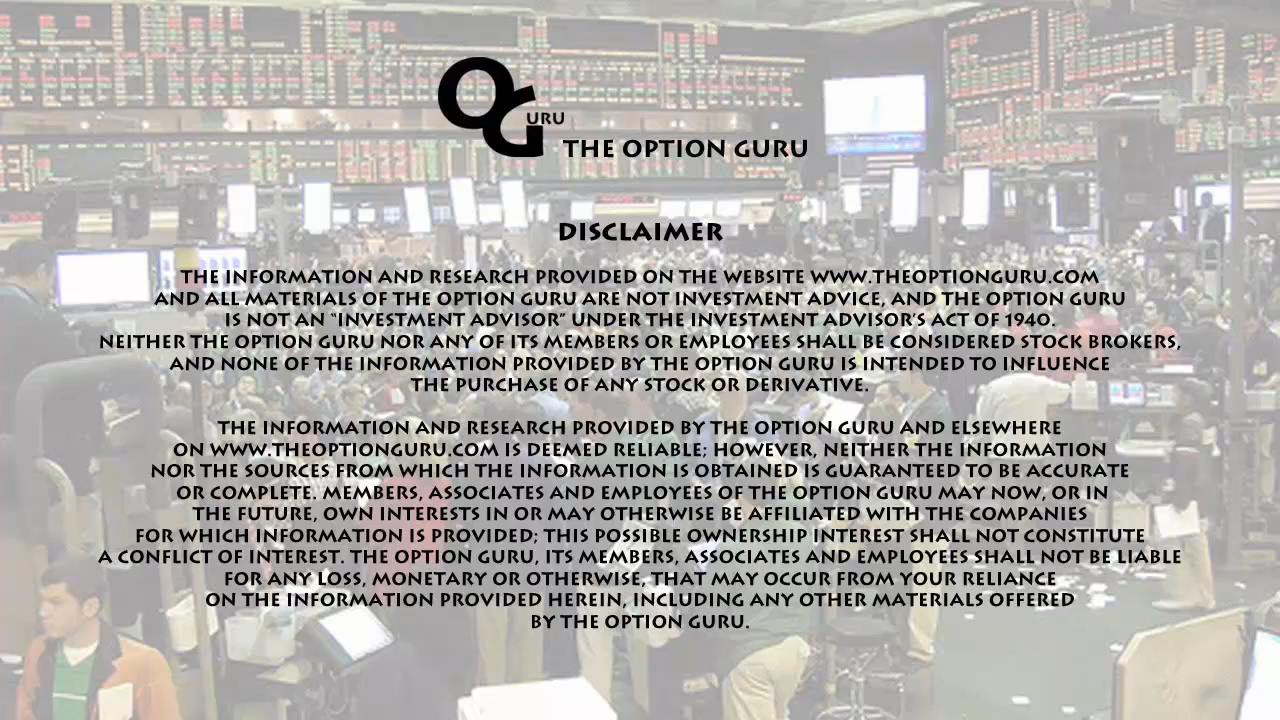 OG URU
THE OPTION GURU
DISCLAIMER
THE INFORMATION AND RESEARCH PROVIDED ON THE WEBSITE WWW.THEOPTIONGURU.COM
AND ALL MATERIALS OF THE OPTION GURU ARE NOT INVESTMENT ADVICE, AND THE OPTION GURU
IS NOT AN “INVESTMENT ADVISOR” UNDER THE INVESTMENT ADVISOR’S ACT OF 1940.
NEITHER THE OPTION GURU NOR ANY OF ITS MEMBERS OR EMPLOYEES SHALL BE CONSIDERED STOCK BROKERS,
AND NONE OF THE INFORMATION PROVIDED BY THE OPTION GURU IS INTENDED TO INFLUENCE
THE PURCHASE OF ANY STOCK OR DERIVATIVE.
THE INFORMATION AND RESEARCH PROVIDED BY THE OPTION GURU AND ELSEWHERE
ON WWW.THEOPTIONGURU.COM IS DEEMED RELIABLE; HOWEVER, NEITHER THE INFORMATION
NOR THE SOURCES FROM WHICH THE INFORMATION IS OBTAINED IS GUARANTEED TO BE ACCURATE
OR COMPLETE. MEMBERS, ASSOCIATES AND EMPLOYEES OF THE OPTION GURU MAY NOW, OR IN
THE FUTURE, OWN INTERESTS IN OR MAY OTHERWISE BE AFFILIATED WITH THE COMPANIES
FOR WHICH INFORMATION IS PROVIDED; THIS POSSIBLE OWNERSHIP INTEREST SHALL NOT CONSTITUTE
A CONFLICT OF INTEREST. THE OPTION GURU, ITS MEMBERS, ASSOCIATES AND EMPLOYEES SHALL NOT BE LIABLE
FOR ANY LOSS, MONETARY OR OTHERWISE, THAT MAY OCCUR FROM YOUR RELIANCE
ON THE INFORMATION PROVIDED HEREIN, INCLUDING ANY OTHER MATERIALS OFFERED
BY THE OPTION GURU.